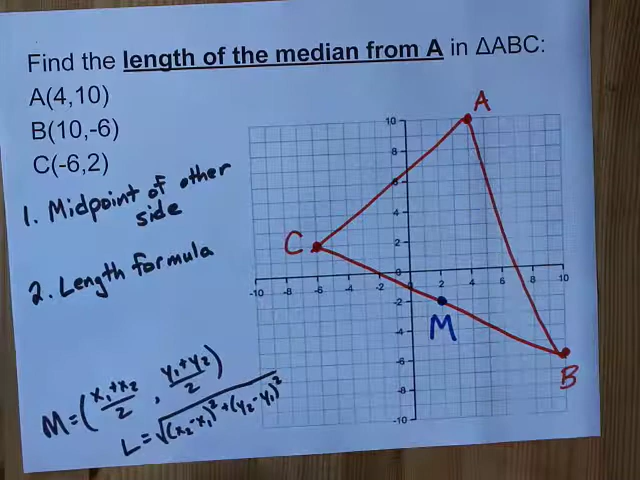 Find the length of the median from A in ΔABC:
A(4,10)
B(10,-6)
C(-6,2)
1. Midpoint of other
side
2. Length formula
M=(x₁+x₂/2, y₁+y₂/2)
L=√(x₂-x₁)²+(y₂-y₁)²
A
C
M
B
10
8
6
4
2
0
-2
-4
-6
-8
-10
-10 -8 -6 -4 -2 0 2 4 6 8 10